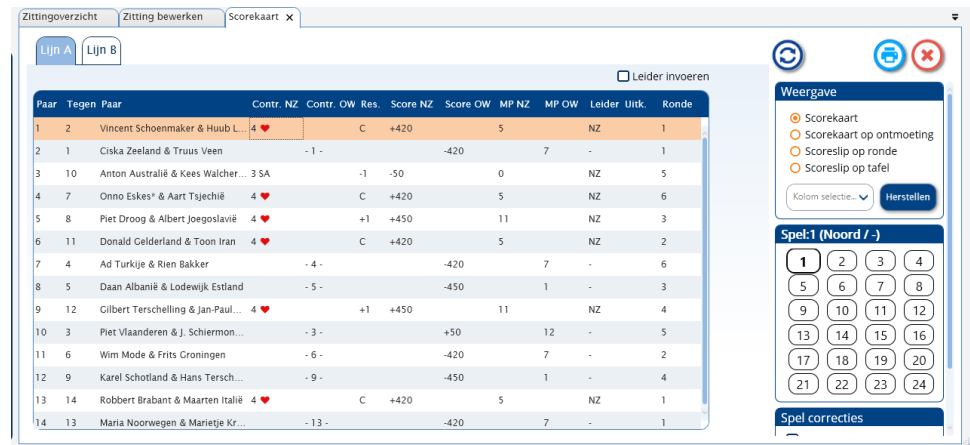 Zittingoverzicht Zitting bewerken Scorekaart x
Lijn A Lijn B
Leider invoeren
Paar Tegen Paar Contr. NZ Contr. OW Res. Score NZ Score OW MP NZ MP OW Leider Uitk. Ronde
1 2 Vincent Schoenmaker & Huub L... 4 ♥ C +420 5 NZ 1
2 1 Ciska Zeeland & Truus Veen - 1 - -420 7 - 1
3 10 Anton Australië & Kees Walcher... 3 SA -1 -50 0 NZ 5
4 7 Onno Eskes* & Aart Tsjechië 4 ♥ C +420 5 NZ 6
5 8 Piet Droog & Albert Joegoslavië 4 ♥ +1 +450 11 NZ 3
6 11 Donald Gelderland & Toon Iran 4 ♥ C +420 5 NZ 2
7 4 Ad Turkije & Rien Bakker - 4 - -420 7 - 6
8 5 Daan Albanië & Lodewijk Estland - 5 - -450 1 - 3
9 12 Gilbert Terschelling & Jan-Paul... 4 ♥ +1 +450 11 NZ 4
10 3 Piet Vlaanderen & J. Schiermon... - 3 - +50 12 - 5
11 6 Wim Mode & Frits Groningen - 6 - -420 7 - 2
12 9 Karel Schotland & Hans Tersch... - 9 - -450 1 - 4
13 14 Robbert Brabant & Maarten Italië 4 ♥ C +420 5 NZ 1
14 13 Maria Noorwegen & Marietje Kr... - 13 - -420 7 - 1
Weergave
Scorekaart
Scorekaart op ontmoeting
Scoreslip op ronde
Scoreslip op tafel
Kolom selectie... Herstellen
Spel:1 (Noord / -)
1 2 3 4
5 6 7 8
9 10 11 12
13 14 15 16
17 18 19 20
21 22 23 24
Spel correcties